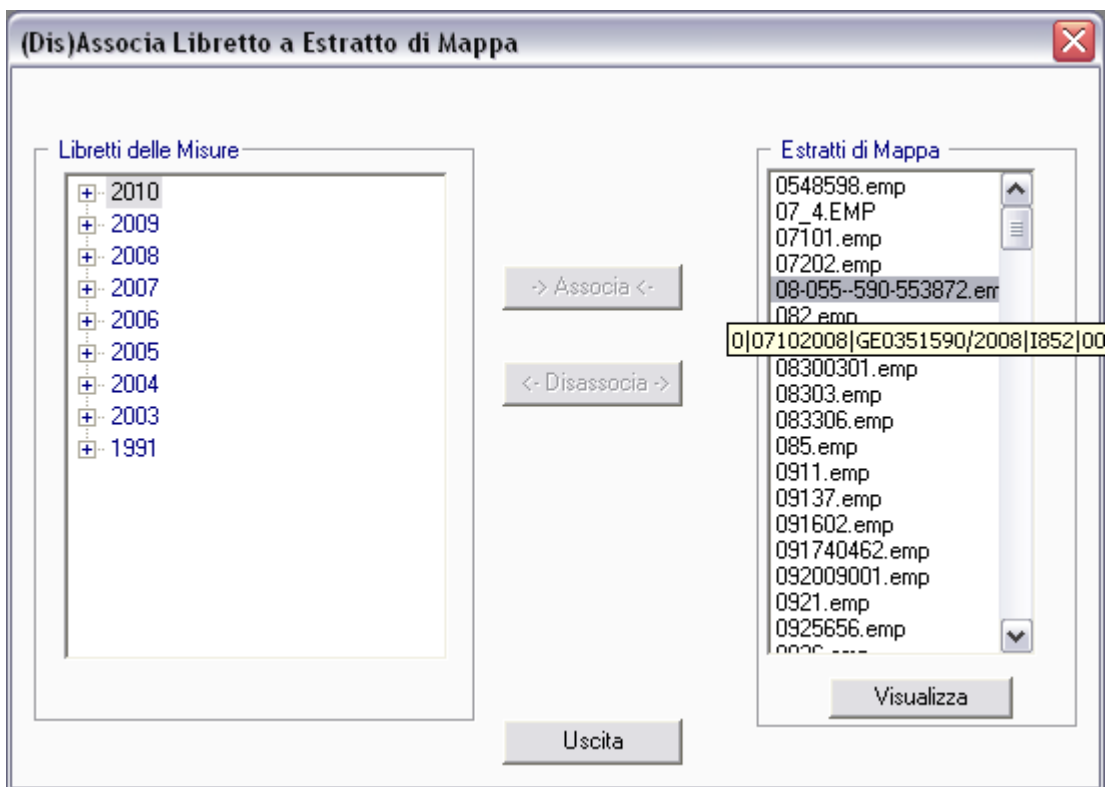 (Dis)Associa Libretto a Estratto di Mappa
Libretti delle Misure
2010
2009
2008
2007
2006
2005
2004
2003
1991
-> Associa <-
<- Disassocia ->
Uscita
Estratti di Mappa
0548598.emp
07_4.EMP
07101.emp
07202.emp
08-055--590-553872.em
082.emp
0|07102008|GE0351590/2008|I852|00
08300301.emp
08303.emp
083306.emp
085.emp
0911.emp
09137.emp
091602.emp
091740462.emp
092009001.emp
0921.emp
0925656.emp
Visualizza